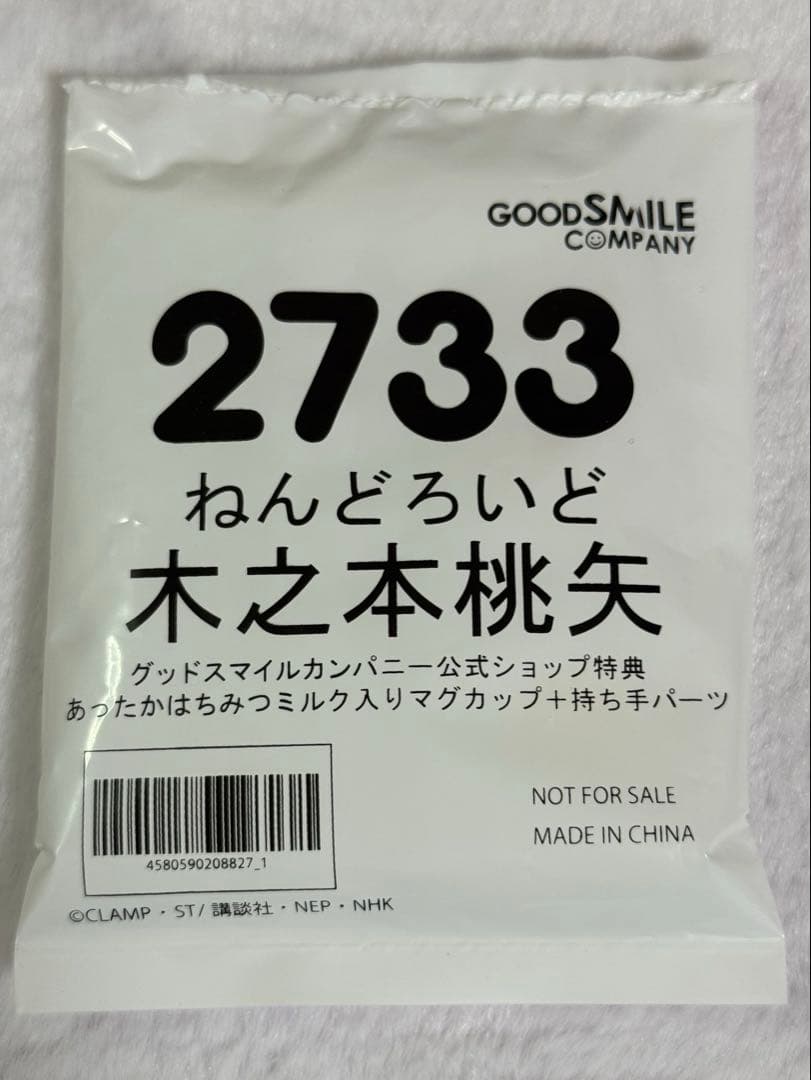 GOODSMILE
COMPANY
2733
ねんどろいど
木之本桃矢
グッドスマイルカンパニー公式ショップ特典
あったかはちみつミルク入りマグカップ＋持ち手パーツ
4580590208827_1
NOT FOR SALE
MADE IN CHINA
©CLAMP・ST/講談社・NEP・NHK